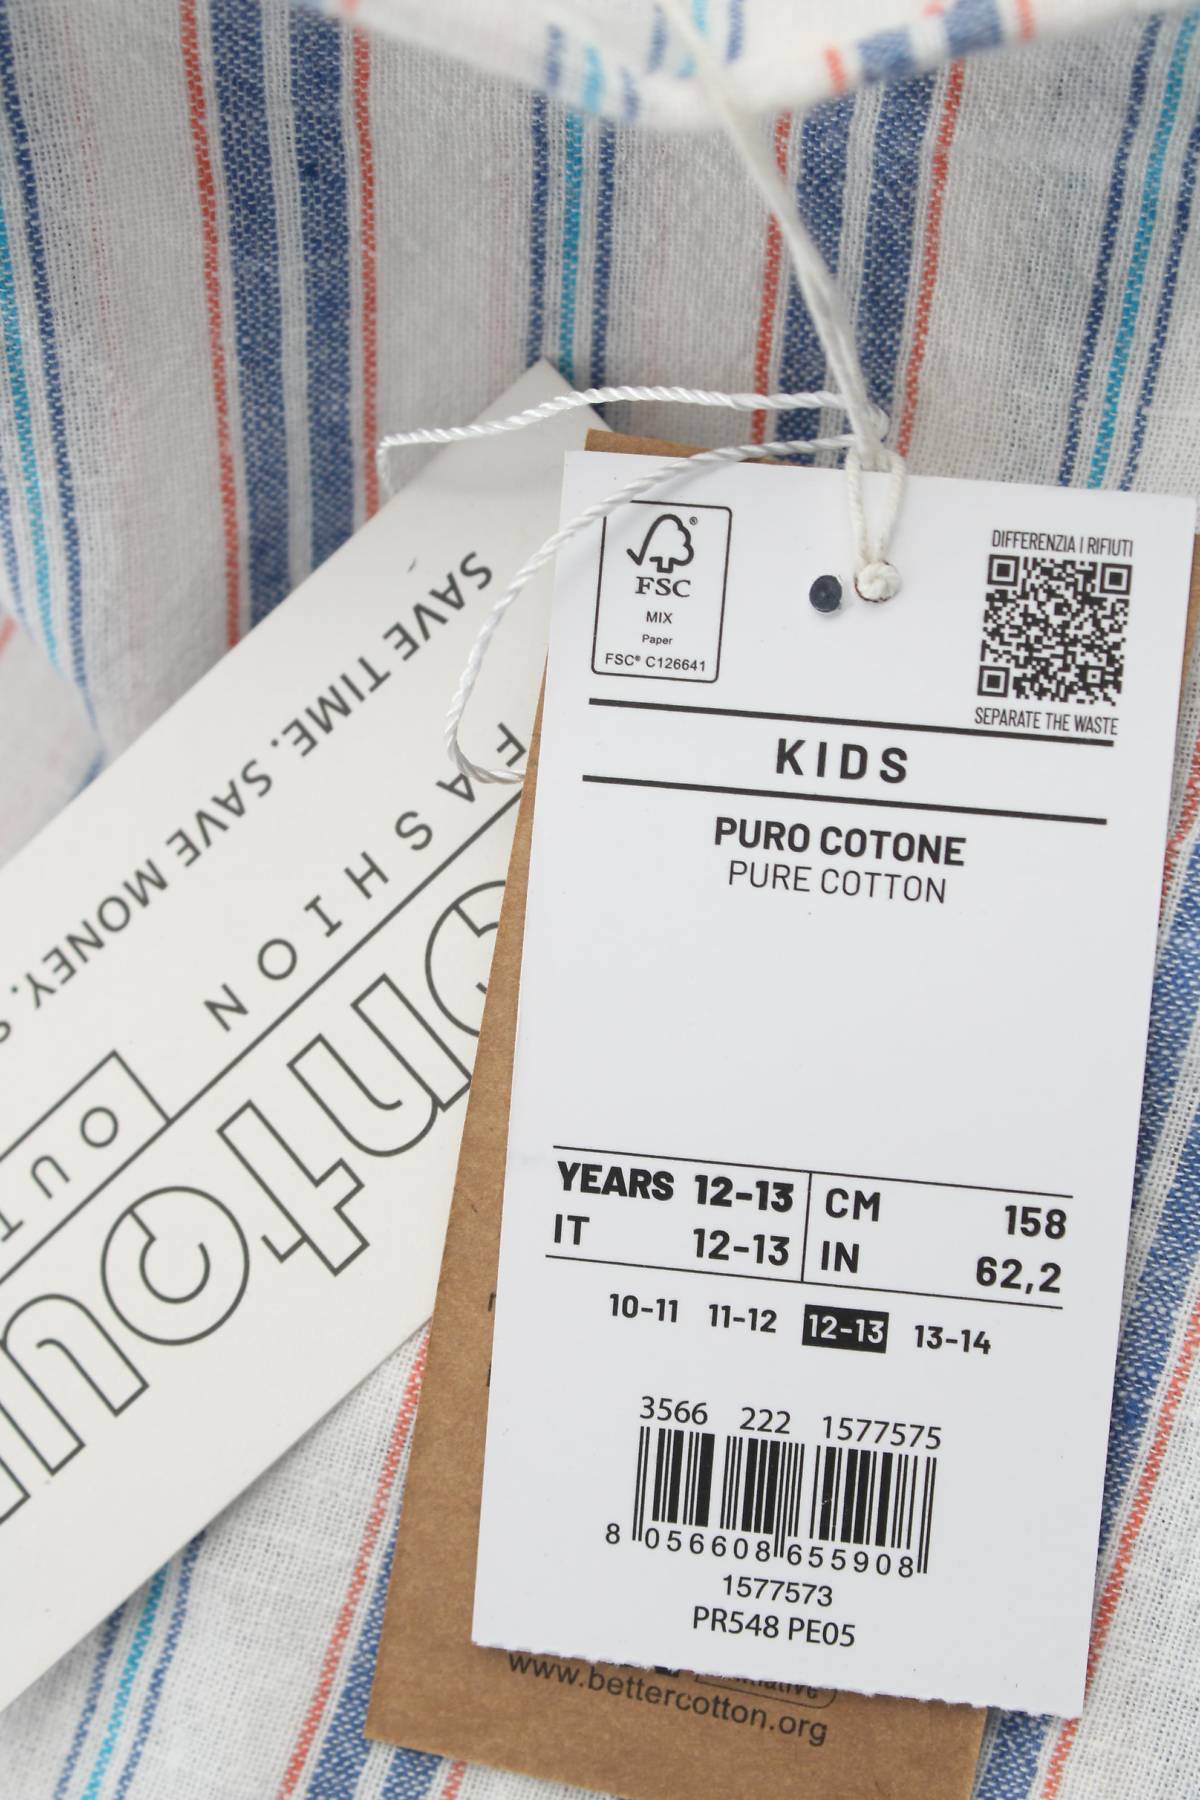 FSC
MIX
Paper
FSC® C126641
DIFFERENZIA I RIFIUTI
SEPARATE THE WASTE
KIDS
PURO COTONE
PURE COTTON
YEARS 12-13 CM 158
IT 12-13 IN 62,2
10-11 11-12 12-13 13-14
3566 222 1577575
8 056608 655908
1577573
PR548 PE05
www.bettercotton.org
SAVE TIME. SAVE MONEY.
FASHION